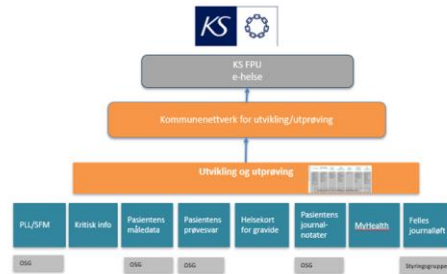 KS
KS FPU
e-helse
Kommunenettverk for utvikling/utprøving
Utvikling og utprøving
PLL/SFM
Kritisk info
Pasientens
måledata
Pasientens
prøvesvar
Helsekort
for gravide
Pasientens
journal-
notater
MyHealth
Felles
journalløft
OSG
OSG
OSG
OSG
Styringsgruppe